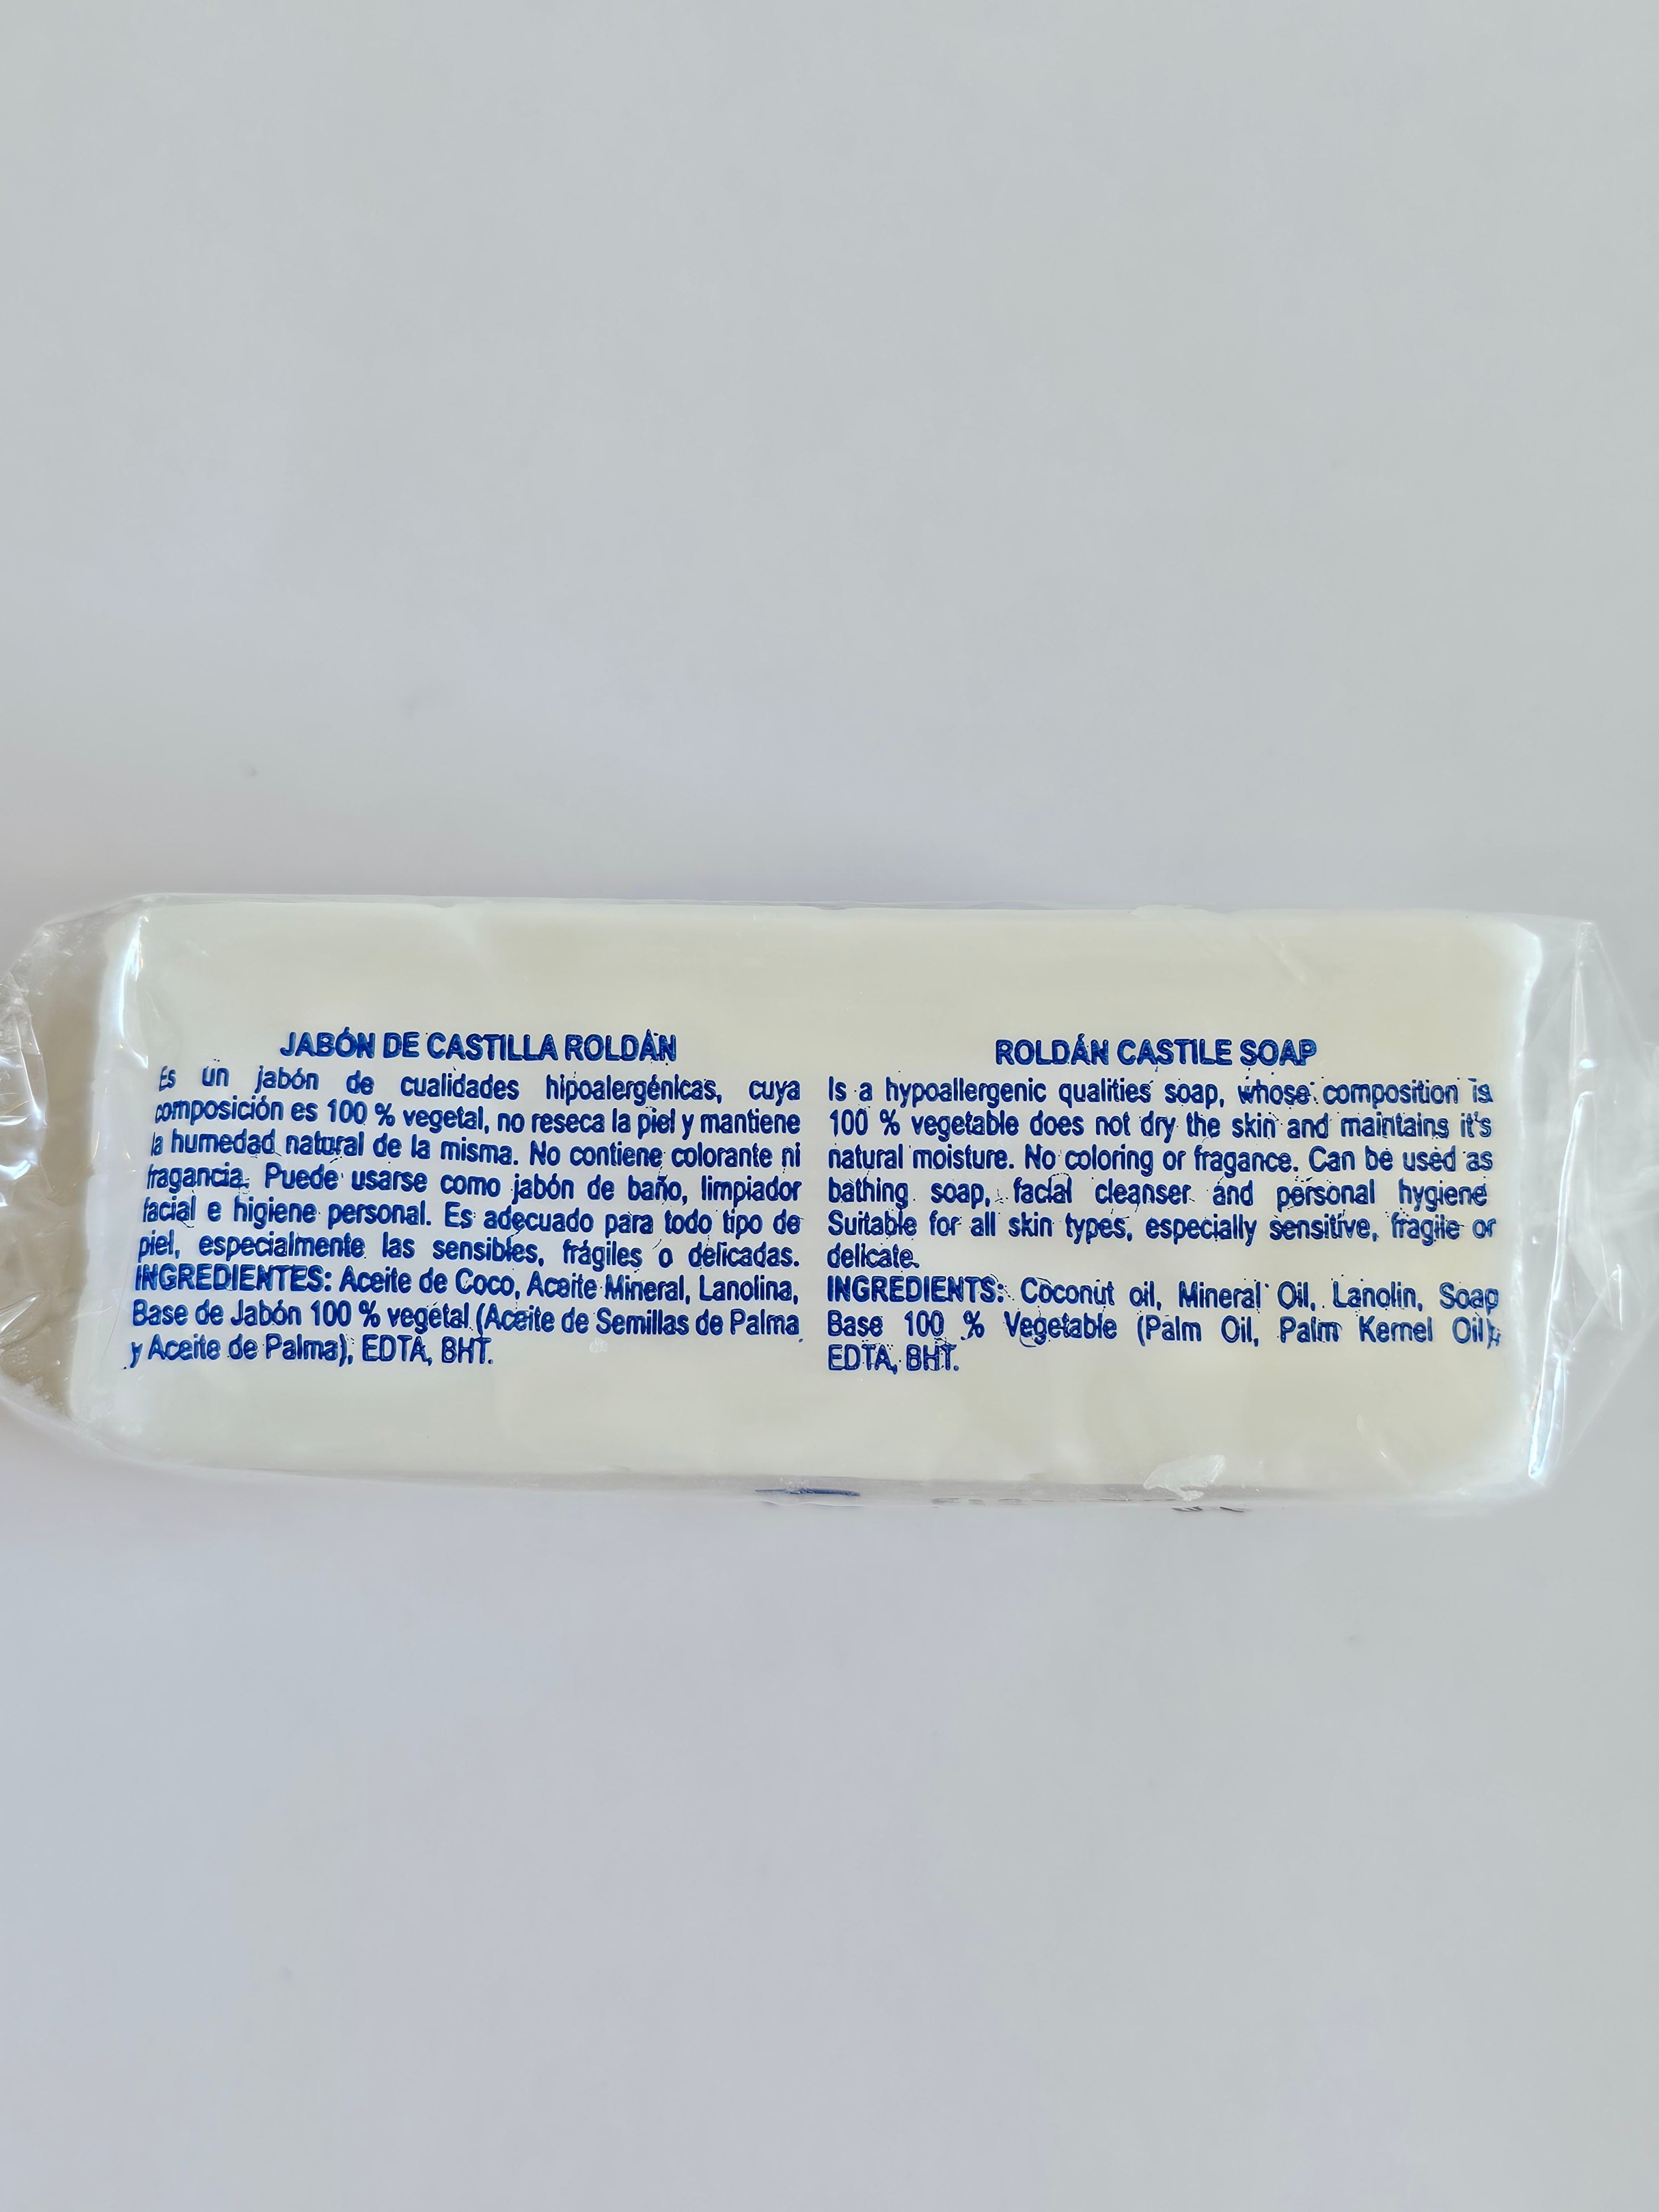 JABÓN DE CASTILLA ROLDÁN
Es un jabón de cualidades hipoalergénicas, cuya
composición es 100 % vegetal, no reseca la piel y mantiene
la humedad natural de la misma. No contiene colorante ni
fragancia. Puede usarse como jabón de baño, limpiador
facial e higiene personal. Es adecuado para todo tipo de
piel, especialmente las sensibles, frágiles o delicadas.
INGREDIENTES: Aceite de Coco, Aceite Mineral, Lanolina,
Base de Jabón 100 % vegetal (Aceite de Semillas de Palma
y Aceite de Palma), EDTA, BHT.
ROLDÁN CASTILE SOAP
Is a hypoallergenic qualities soap, whose composition is
100 % vegetable does not dry the skin and maintains it's
natural moisture. No coloring or fragance. Can be used as
bathing soap, facial cleanser and personal hygiene
Suitable for all skin types, especially sensitive, fragile or
delicate.
INGREDIENTS: Coconut oil, Mineral Oil, Lanolin, Soap
Base 100 % Vegetable (Palm Oil, Palm Kernel Oil),
EDTA, BHT.